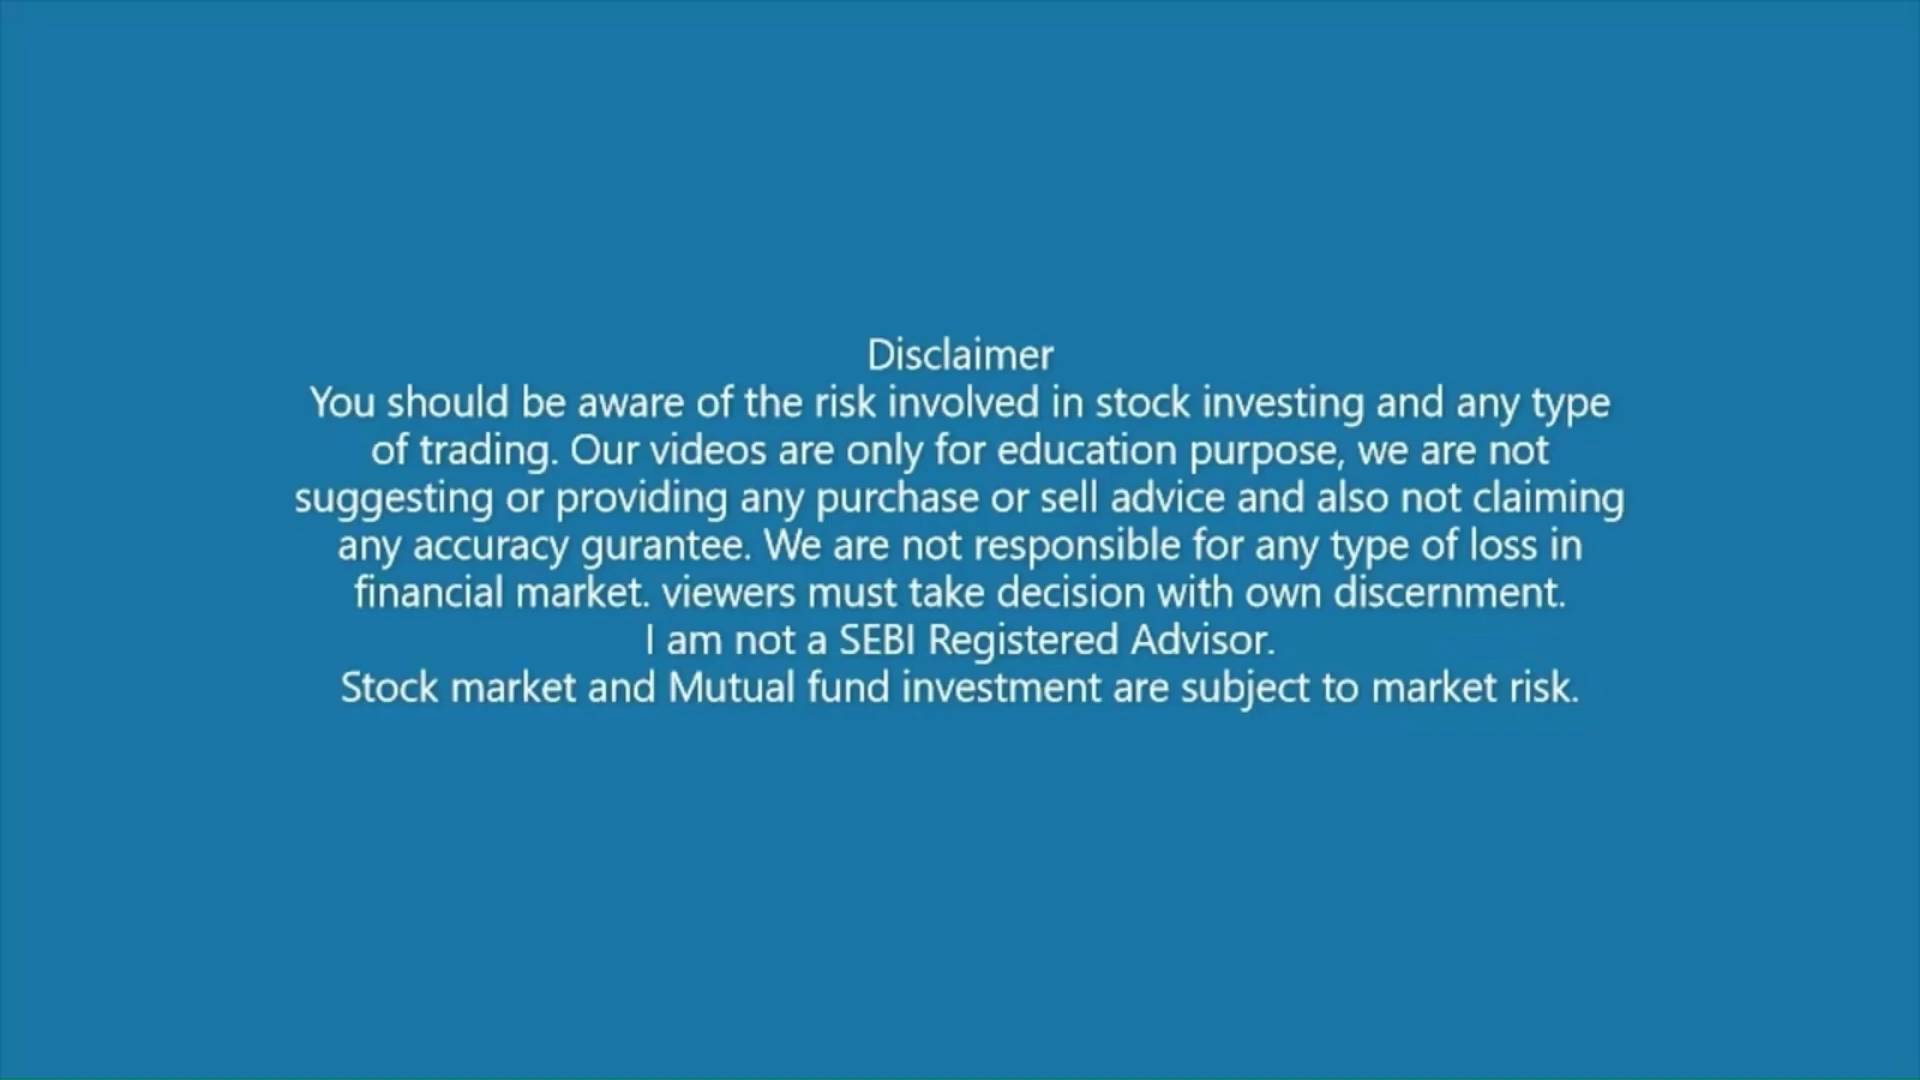 Disclaimer
You should be aware of the risk involved in stock investing and any type
of trading. Our videos are only for education purpose, we are not
suggesting or providing any purchase or sell advice and also not claiming
any accuracy gurantee. We are not responsible for any type of loss in
financial market. viewers must take decision with own discernment.
I am not a SEBI Registered Advisor.
Stock market and Mutual fund investment are subject to market risk.